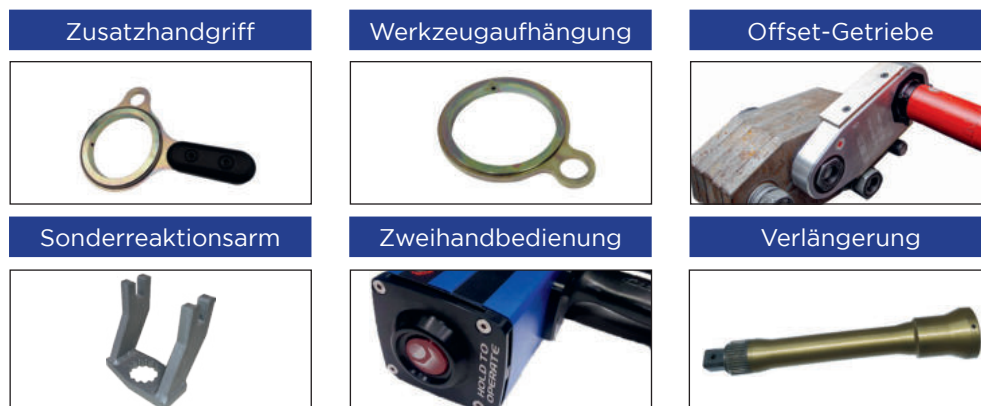 Zusatzhandgriff
Werkzeugaufhängung
Offset-Getriebe
Sonderreaktionsarm
Zweihandbedienung
Verlängerung
HOLD TO
OPERATE